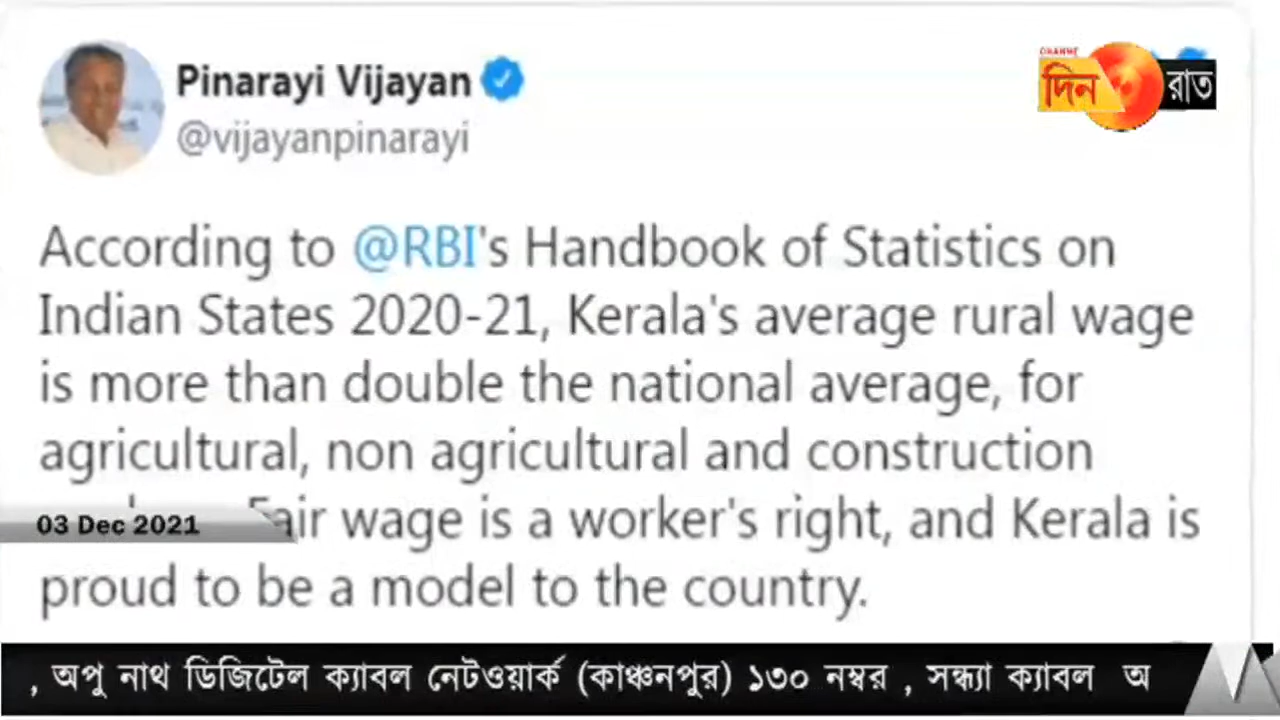 Pinarayi Vijayan
@vijayanpinarayi
CHANNE
দিন রাত
According to @RBI's Handbook of Statistics on
Indian States 2020-21, Kerala's average rural wage
is more than double the national average, for
agricultural, non agricultural and construction
Fair wage is a worker's right, and Kerala is
03 Dec 2021
proud to be a model to the country.
, অপু নাথ ডিজিটেল ক্যাবল নেটওয়ার্ক (কাঞ্চনপুর) ১৩০ নম্বর , সন্ধ্যা ক্যাবল অ